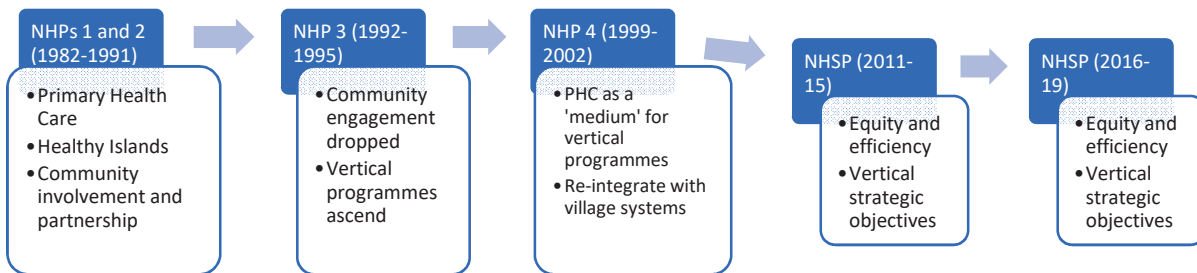 NHPs 1 and 2
(1982-1991)
•Primary Health
Care
•Healthy Islands
•Community
involvement and
partnership
NHP 3 (1992-
1995)
•Community
engagement
dropped
•Vertical
programmes
ascend
NHP 4 (1999-
2002)
•PHC as a
'medium' for
vertical
programmes
•Re-integrate with
village systems
NHSP (2011-
15)
•Equity and
efficiency
•Vertical
strategic
objectives
NHSP (2016-
19)
•Equity and
efficiency
•Vertical
strategic
objectives